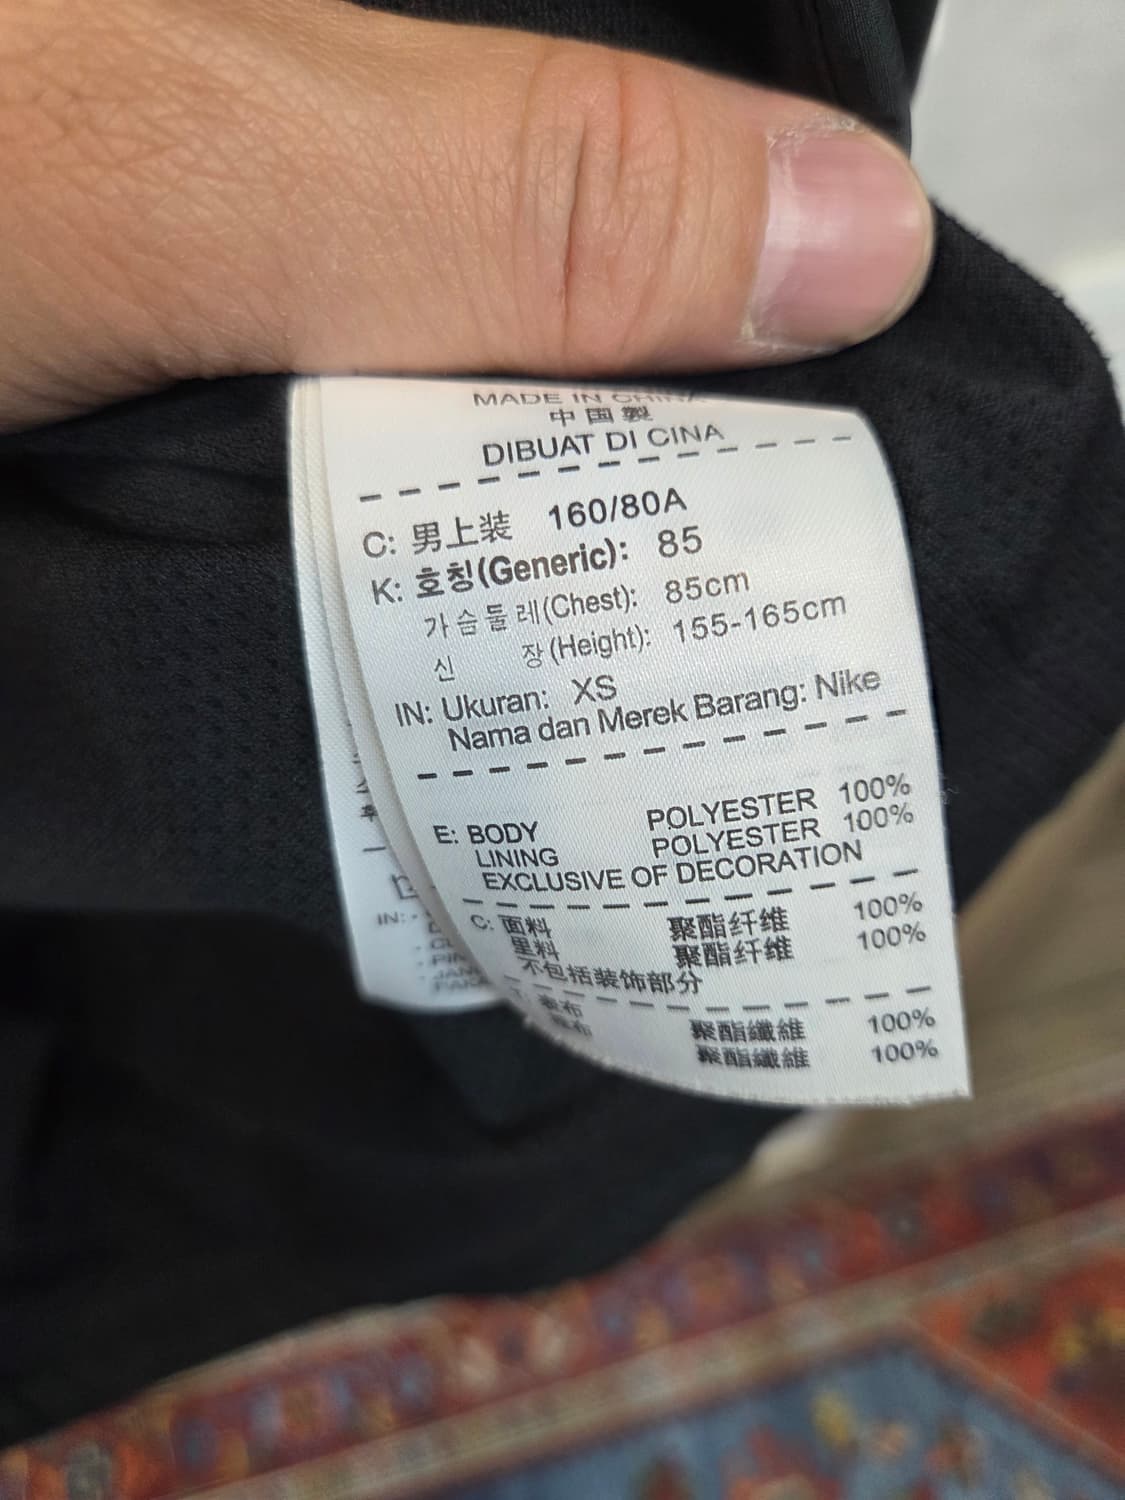 MADE IN CHINA
中国製
DIBUAT DI CINA
C: 男上装 160/80A
K: 호칭(Generic): 85
가슴둘레(Chest): 85cm
신 장(Height): 155-165cm
IN: Ukuran: XS
Nama dan Merek Barang: Nike
E: BODY POLYESTER 100%
LINING POLYESTER 100%
EXCLUSIVE OF DECORATION
C: 面料 聚酯纤维 100%
里料 聚酯纤维 100%
不包括装饰部分
表布 聚酯纖維 100%
聚酯纖維 100%
IN: